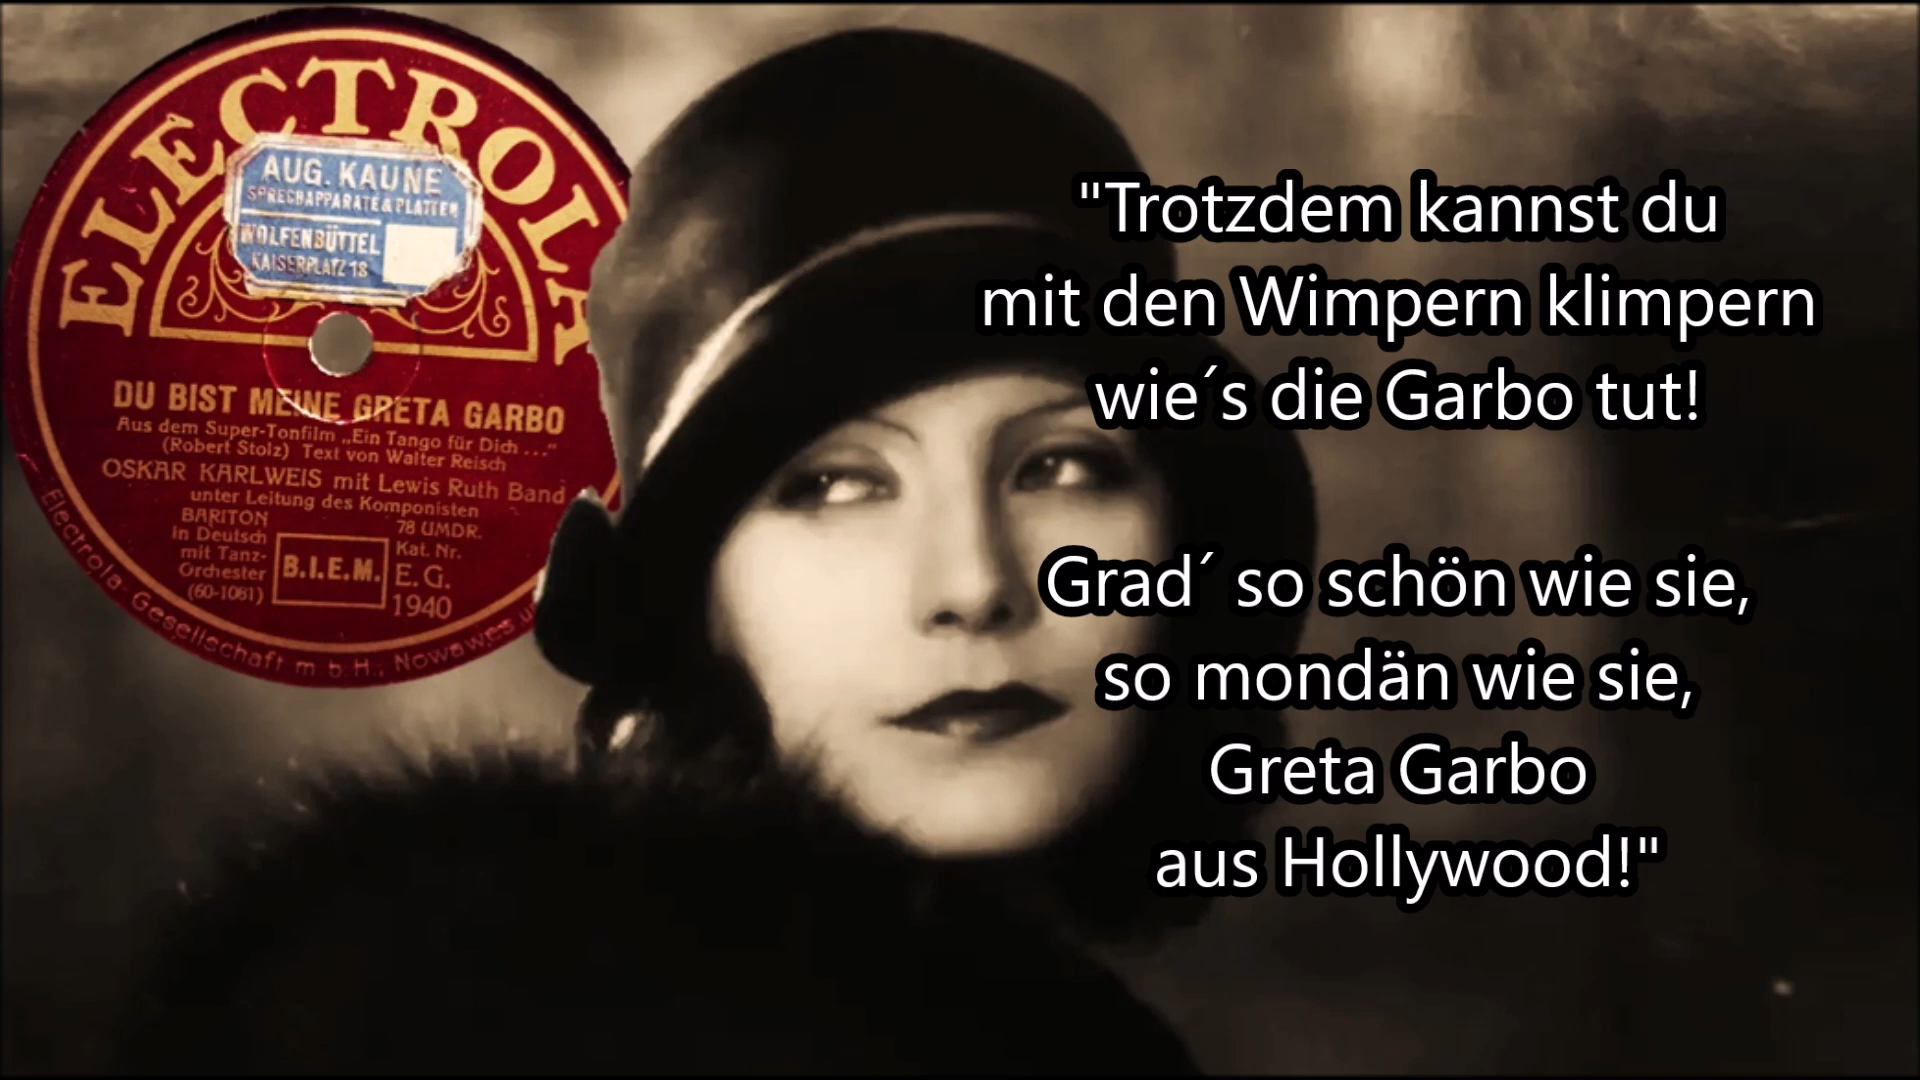 ELECTROLA
AUG. KAUNE
SPRECHAPPARATE & PLATTEN
WOLFENBÜTTEL
KAISERPLATZ 18
DU BIST MEINE GRETA GARBO
Aus dem Super-Tonfilm „Ein Tango für Dich ..."
(Robert Stolz) Text von Walter Reisch
OSKAR KARLWEIS mit Lewis Ruth Band
unter Leitung des Komponisten
BARITON
in Deutsch
mit Tanz-
Orchester
(60-1081)
B.I.E.M.
78 UMDR.
Kat. Nr.
E.G.
1940
Electrola-Gesellschaft m.b.H., Nowawes
"Trotzdem kannst du
mit den Wimpern klimpern
wie´s die Garbo tut!
Grad´ so schön wie sie,
so mondän wie sie,
Greta Garbo
aus Hollywood!"